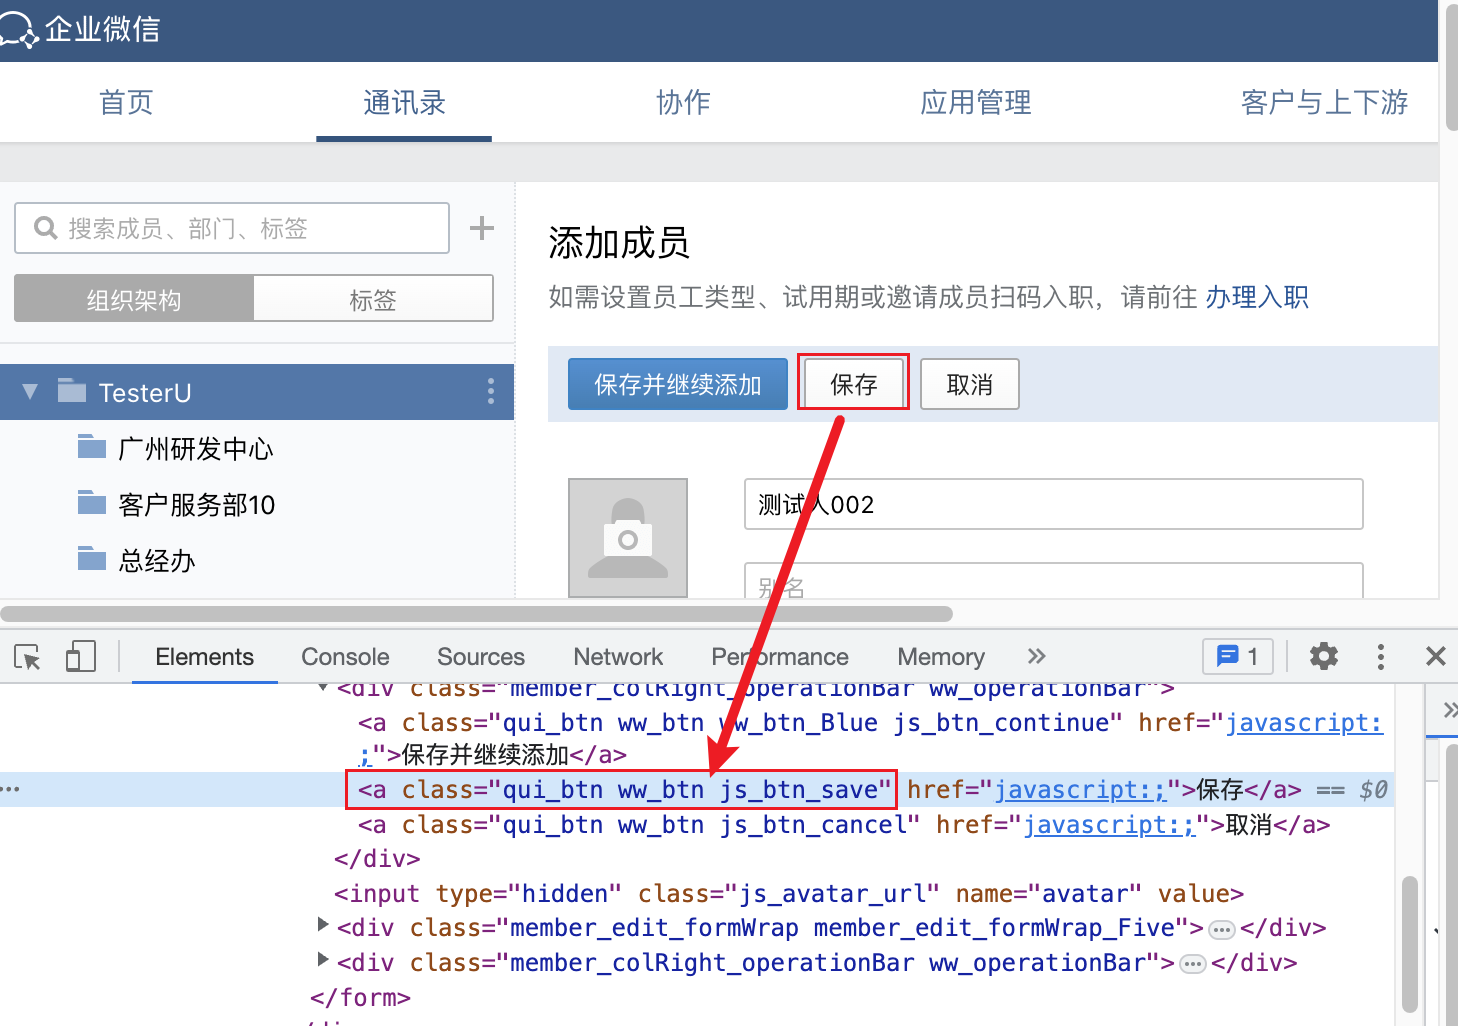 企业微信
首页 通讯录 协作 应用管理 客户与上下游
搜索成员、部门、标签
组织架构 标签
TesterU
广州研发中心
客户服务部10
总经办
添加成员
如需设置员工类型、试用期或邀请成员扫码入职，请前往 办理入职
保存并继续添加 保存 取消
测试人002
别名
Elements Console Sources Network Performance Memory » 1
<div class="member_colRight_operationBar ww_operationBar">
<a class="qui_btn ww_btn ww_btn_Blue js_btn_continue" href="javascript:
;">保存并继续添加</a>
<a class="qui_btn ww_btn js_btn_save" href="javascript:;">保存</a> == $0
<a class="qui_btn ww_btn js_btn_cancel" href="javascript:;">取消</a>
</div>
<input type="hidden" class="js_avatar_url" name="avatar" value>
<div class="member_edit_formWrap member_edit_formWrap_Five">…</div>
<div class="member_colRight_operationBar ww_operationBar">…</div>
</form>